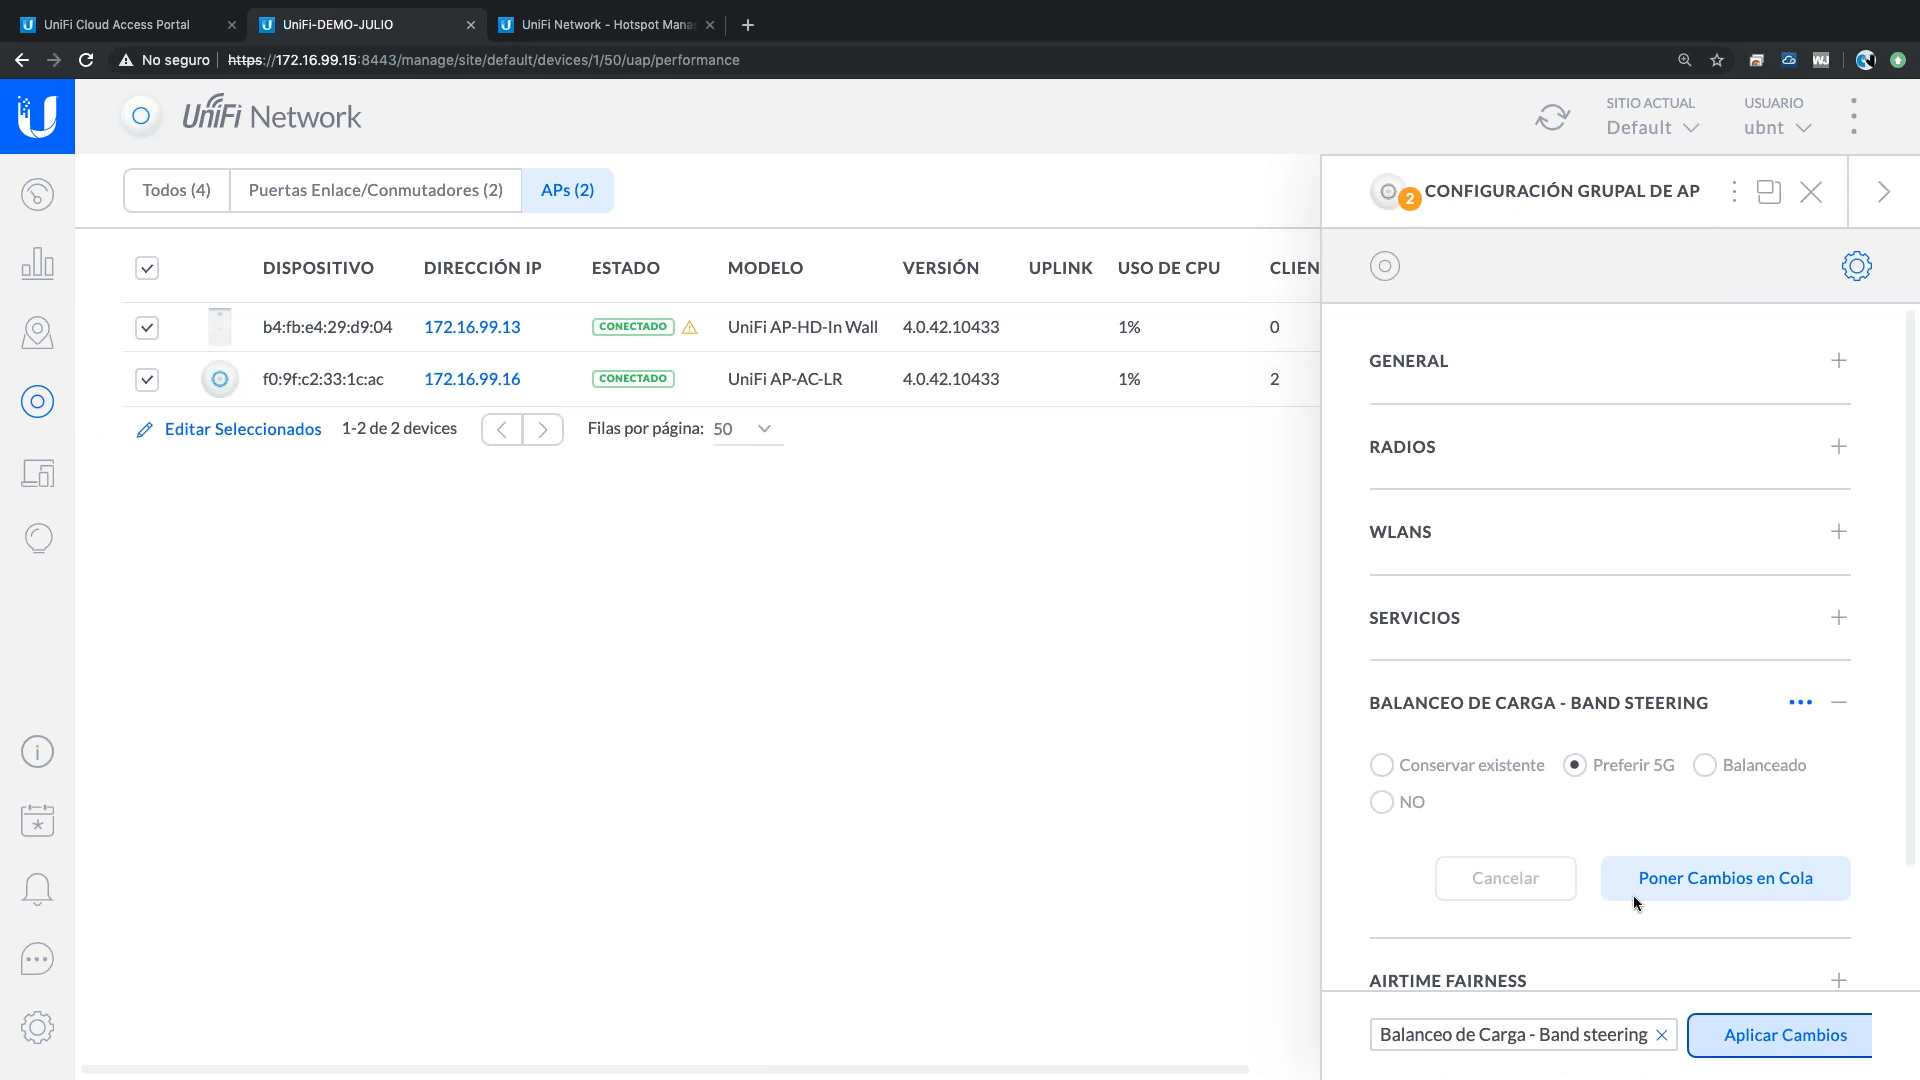 UniFi Cloud Access Portal
UniFi-DEMO-JULIO
UniFi Network - Hotspot Mana
No seguro
https://172.16.99.15:8443/manage/site/default/devices/1/50/uap/performance
UniFi Network
SITIO ACTUAL
Default
USUARIO
ubnt
Todos (4)
Puertas Enlace/Conmutadores (2)
APs (2)
2
CONFIGURACIÓN GRUPAL DE AP
DISPOSITIVO DIRECCIÓN IP ESTADO MODELO VERSIÓN UPLINK USO DE CPU CLIEN
b4:fb:e4:29:d9:04 172.16.99.13 CONECTADO UniFi AP-HD-In Wall 4.0.42.10433 1% 0
f0:9f:c2:33:1c:ac 172.16.99.16 CONECTADO UniFi AP-AC-LR 4.0.42.10433 1% 2
Editar Seleccionados 1-2 de 2 devices Filas por página: 50
GENERAL
RADIOS
WLANS
SERVICIOS
BALANCEO DE CARGA - BAND STEERING
Conservar existente Preferir 5G Balanceado
NO
Cancelar
Poner Cambios en Cola
AIRTIME FAIRNESS
Balanceo de Carga - Band steering
Aplicar Cambios